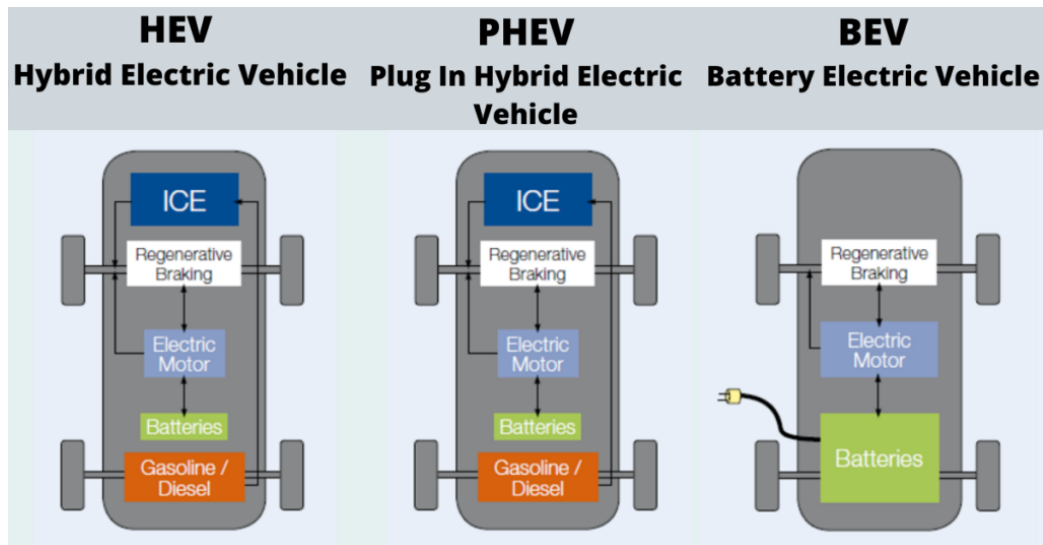 HEV
Hybrid Electric Vehicle
ICE
Regenerative
Braking
Electric
Motor
Batteries
Gasoline /
Diesel
PHEV
Plug In Hybrid Electric
Vehicle
ICE
Regenerative
Braking
Electric
Motor
Batteries
Gasoline /
Diesel
BEV
Battery Electric Vehicle
Regenerative
Braking
Electric
Motor
Batteries